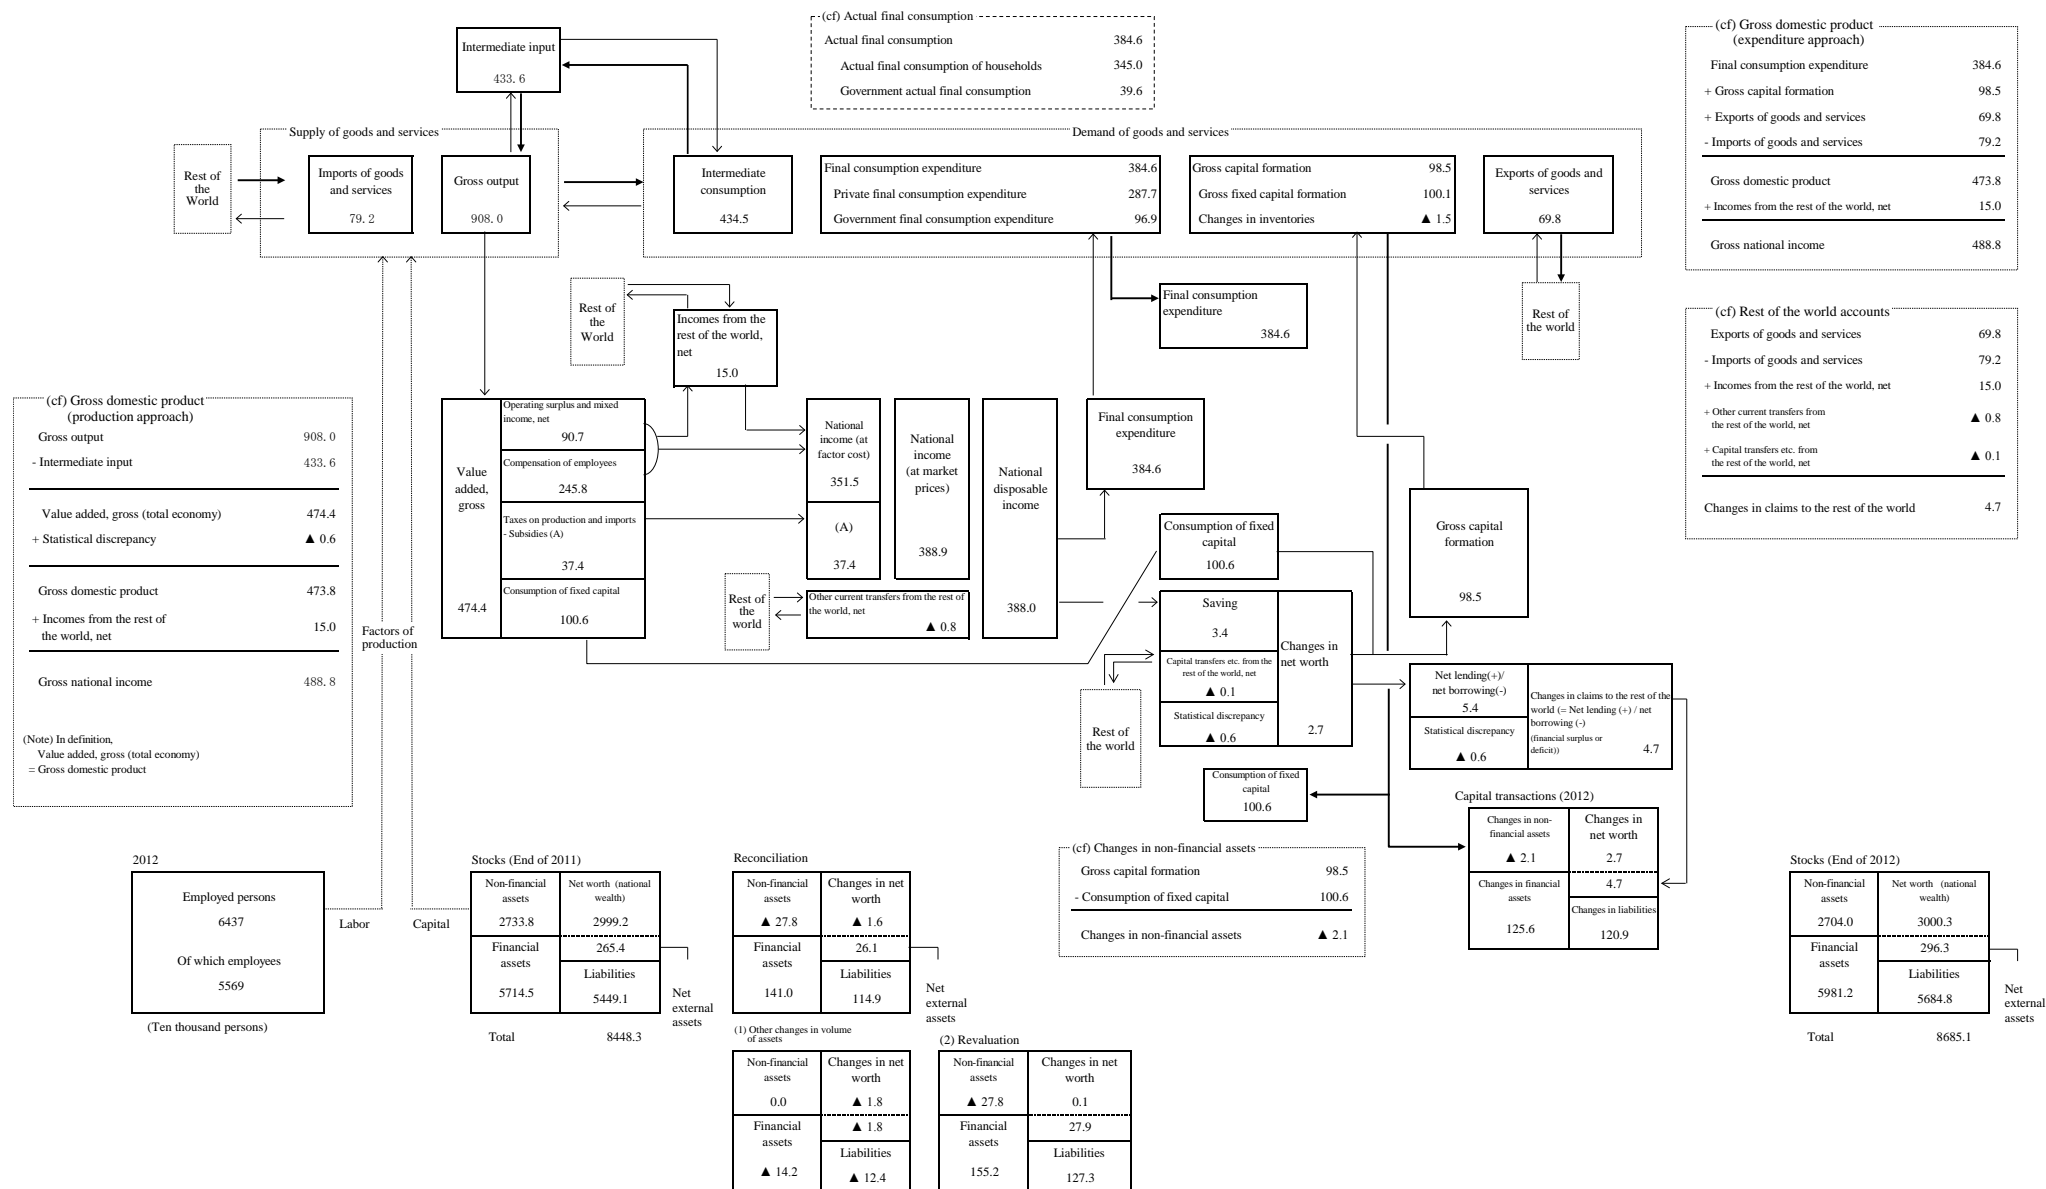 (cf) Actual final consumption
Actual final consumption 384.6
Actual final consumption of households 345.0
Government actual final consumption 39.6
(cf) Gross domestic product
(expenditure approach)
Final consumption expenditure 384.6
+ Gross capital formation 98.5
+ Exports of goods and services 69.8
- Imports of goods and services 79.2
Gross domestic product 473.8
+ Incomes from the rest of the world, net 15.0
Gross national income 488.8
Intermediate input
433.6
Supply of goods and services
Rest of
the
World
Imports of goods
and services
79.2
Gross output
908.0
Demand of goods and services
Intermediate
consumption
434.5
Final consumption expenditure 384.6
Private final consumption expenditure 287.7
Government final consumption expenditure 96.9
Gross capital formation 98.5
Gross fixed capital formation 100.1
Changes in inventories ▲ 1.5
Exports of goods and
services
69.8
Rest of
the
World
Incomes from the
rest of the world,
net
15.0
Final consumption
expenditure
384.6
Rest of
the world
(cf) Rest of the world accounts
Exports of goods and services 69.8
- Imports of goods and services 79.2
+ Incomes from the rest of the world, net 15.0
+ Other current transfers from
the rest of the world, net ▲ 0.8
+ Capital transfers etc. from
the rest of the world, net ▲ 0.1
Changes in claims to the rest of the world 4.7
(cf) Gross domestic product
(production approach)
Gross output 908.0
- Intermediate input 433.6
Value added, gross (total economy) 474.4
+ Statistical discrepancy ▲ 0.6
Gross domestic product 473.8
+ Incomes from the rest of
the world, net 15.0
Gross national income 488.8
(Note) In definition,
Value added, gross (total economy)
= Gross domestic product
Factors of
production
Value
added,
gross
474.4
Operating surplus and mixed
income, net
90.7
Compensation of employees
245.8
Taxes on production and imports
- Subsidies (A)
37.4
Consumption of fixed capital
100.6
National
income (at
factor cost)
351.5
(A)
37.4
National
income
(at market
prices)
388.9
Rest of
the
world
Other current transfers from the rest of
the world, net
▲ 0.8
National
disposable
income
388.0
Final consumption
expenditure
384.6
Consumption of fixed
capital
100.6
Saving
3.4
Capital transfers etc. from the
rest of the world, net
▲ 0.1
Statistical discrepancy
▲ 0.6
Changes in
net worth
2.7
Rest of
the world
Gross capital
formation
98.5
Net lending(+)/
net borrowing(-)
5.4
Statistical discrepancy
▲ 0.6
Changes in claims to the rest of the
world (= Net lending (+) / net
borrowing (-)
(financial surplus or
deficit))
4.7
Consumption of fixed
capital
100.6
Capital transactions (2012)
Changes in non-
financial assets
▲ 2.1
Changes in
net worth
2.7
4.7
Changes in financial
assets
125.6
Changes in liabilities
120.9
(cf) Changes in non-financial assets
Gross capital formation 98.5
- Consumption of fixed capital 100.6
Changes in non-financial assets ▲ 2.1
2012
Employed persons
6437
Of which employees
5569
(Ten thousand persons)
Labor
Capital
Stocks (End of 2011)
Non-financial
assets
2733.8
Net worth (national
wealth)
2999.2
265.4
Financial
assets
5714.5
Liabilities
5449.1
Total 8448.3
Net
external
assets
Reconciliation
Non-financial
assets
▲ 27.8
Changes in net
worth
▲ 1.6
26.1
Financial
assets
141.0
Liabilities
114.9
Net
external
assets
(1) Other changes in volume
of assets
Non-financial
assets
0.0
Changes in net
worth
▲ 1.8
▲ 1.8
Financial
assets
▲ 14.2
Liabilities
▲ 12.4
(2) Revaluation
Non-financial
assets
▲ 27.8
Changes in net
worth
0.1
27.9
Financial
assets
155.2
Liabilities
127.3
Stocks (End of 2012)
Non-financial
assets
2704.0
Net worth (national
wealth)
3000.3
296.3
Financial
assets
5981.2
Liabilities
5684.8
Total 8685.1
Net
external
assets